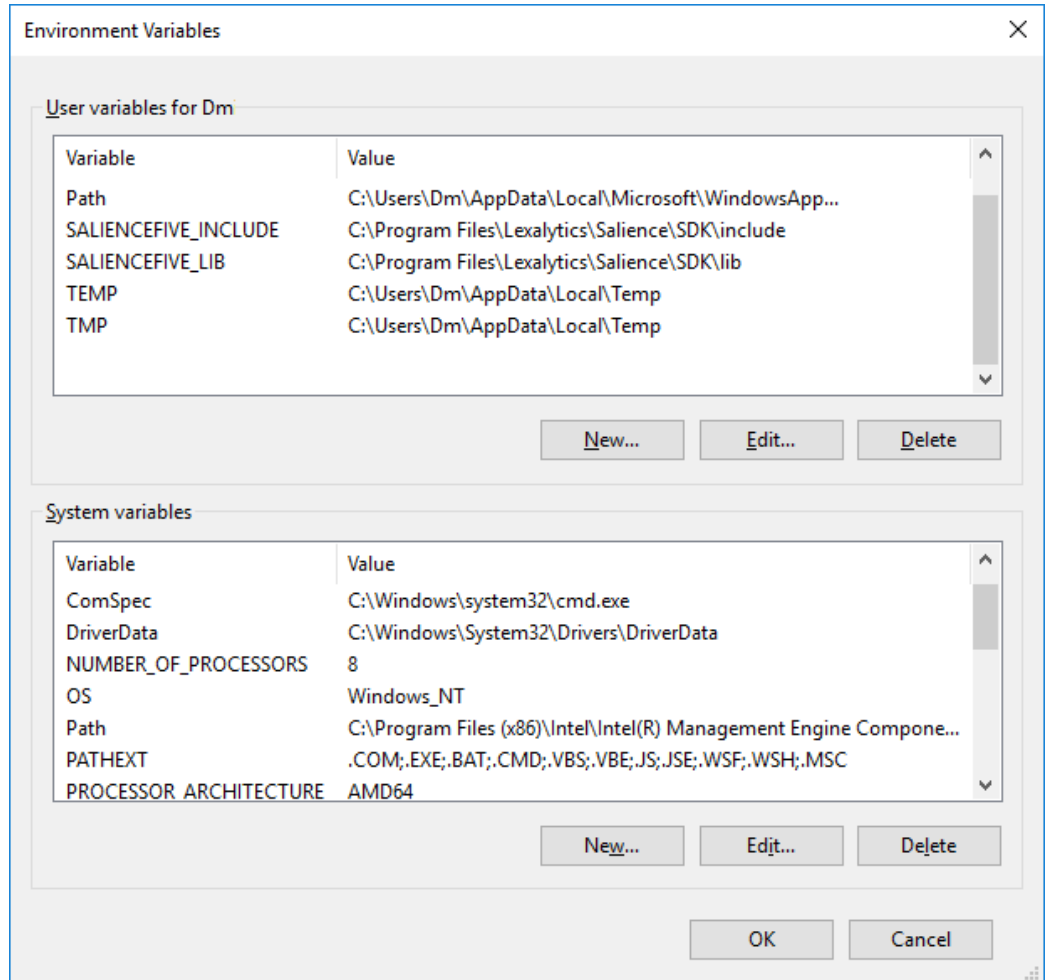 Environment Variables
User variables for Dm
Variable Value
Path C:\Users\Dm\AppData\Local\Microsoft\WindowsApp...
SALIENCEFIVE_INCLUDE C:\Program Files\Lexalytics\Salience\SDK\include
SALIENCEFIVE_LIB C:\Program Files\Lexalytics\Salience\SDK\lib
TEMP C:\Users\Dm\AppData\Local\Temp
TMP C:\Users\Dm\AppData\Local\Temp
New... Edit... Delete
System variables
Variable Value
ComSpec C:\Windows\system32\cmd.exe
DriverData C:\Windows\System32\Drivers\DriverData
NUMBER_OF_PROCESSORS 8
OS Windows_NT
Path C:\Program Files (x86)\Intel\Intel(R) Management Engine Compone...
PATHEXT .COM;.EXE;.BAT;.CMD;.VBS;.VBE;.JS;.JSE;.WSF;.WSH;.MSC
PROCESSOR_ARCHITECTURE AMD64
New... Edit... Delete
OK Cancel